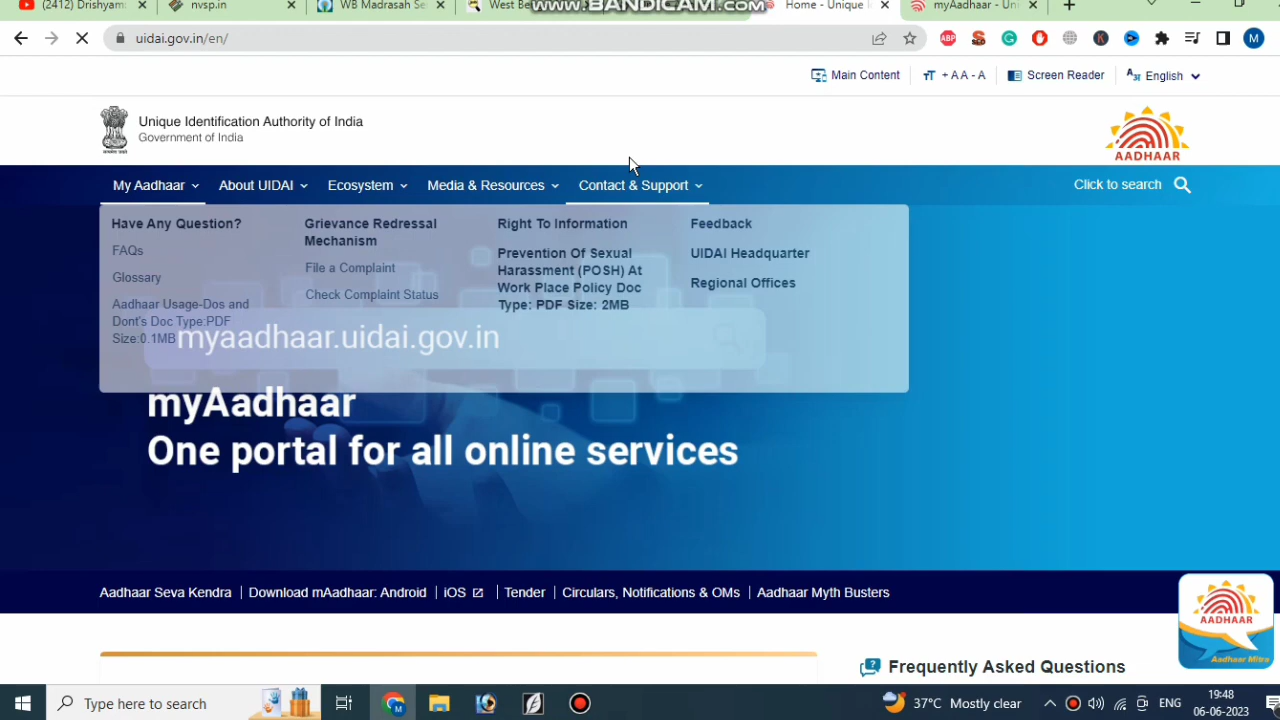 (2412) Drishyam
nvsp.in
WB Madrasah Se
West Be
www.BANDICAM.com
Home - Unique I
myAadhaar - Un
uidai.gov.in/en/
ABP
M
Main Content
TT + A A - A
Screen Reader
English
Unique Identification Authority of India
Government of India
AADHAAR
My Aadhaar
About UIDAI
Ecosystem
Media & Resources
Contact & Support
Click to search
Have Any Question?
FAQs
Glossary
Aadhaar Usage-Dos and
Dont's Doc Type:PDF
Size:0.1MB
Grievance Redressal
Mechanism
File a Complaint
Check Complaint Status
Right To Information
Prevention Of Sexual
Harassment (POSH) At
Work Place Policy Doc
Type: PDF Size: 2MB
Feedback
UIDAI Headquarter
Regional Offices
myaadhaar.uidai.gov.in
myAadhaar
One portal for all online services
Aadhaar Seva Kendra
Download mAadhaar: Android
iOS
Tender
Circulars, Notifications & OMs
Aadhaar Myth Busters
AADHAAR
Aadhaar Mitra
Frequently Asked Questions
Type here to search
37°C Mostly clear
ENG
19:48
06-06-2023